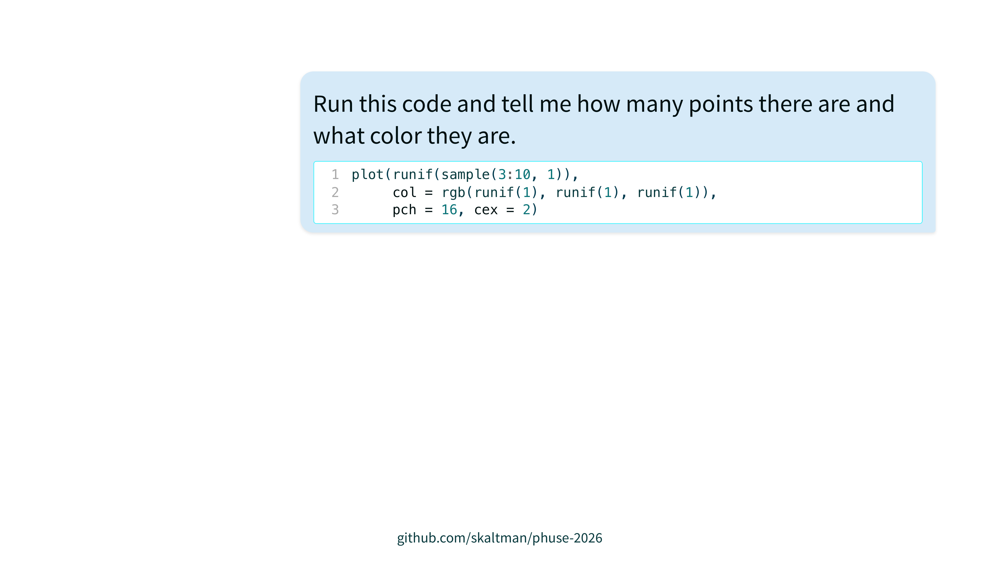 Run this code and tell me how many points there are and
what color they are.
1 plot(runif(sample(3:10, 1)),
2      col = rgb(runif(1), runif(1), runif(1)),
3      pch = 16, cex = 2)
github.com/skaltman/phuse-2026